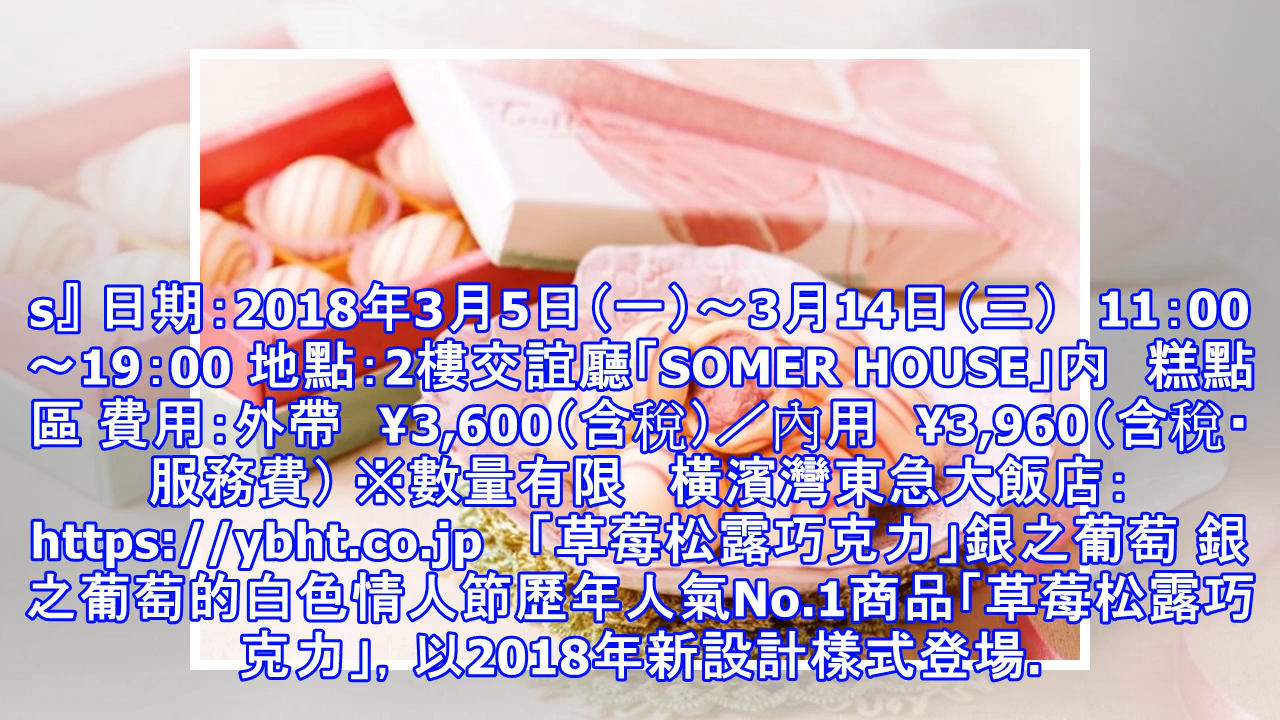 s』 日期：2018年3月5日（一）～3月14日（三）　11：00
～19：00 地點：2樓交誼廳「SOMER HOUSE」内　糕點
區 費用：外帶　¥3,600（含稅）／內用　¥3,960（含稅・
服務費） ※數量有限　橫濱灣東急大飯店：
https://ybht.co.jp　「草莓松露巧克力」銀之葡萄 銀
之葡萄的白色情人節歷年人氣No.1商品「草莓松露巧
克力」，以2018年新設計樣式登場.